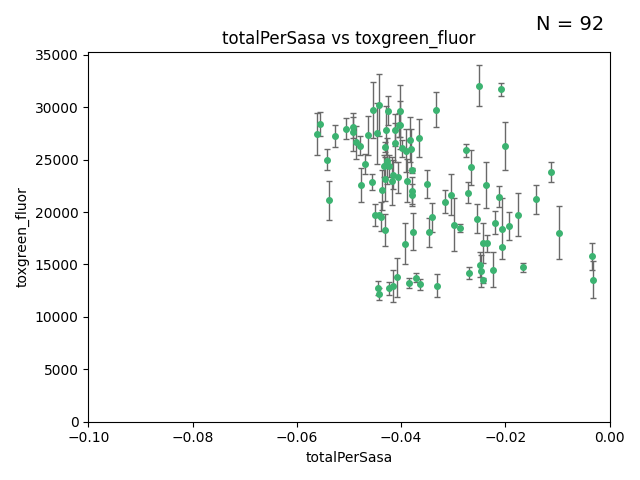 N = 92
totalPerSasa vs toxgreen_fluor
35000
30000
25000
20000
15000
10000
5000
0
toxgreen_fluor
−0.10 −0.08 −0.06 −0.04 −0.02 0.00
totalPerSasa